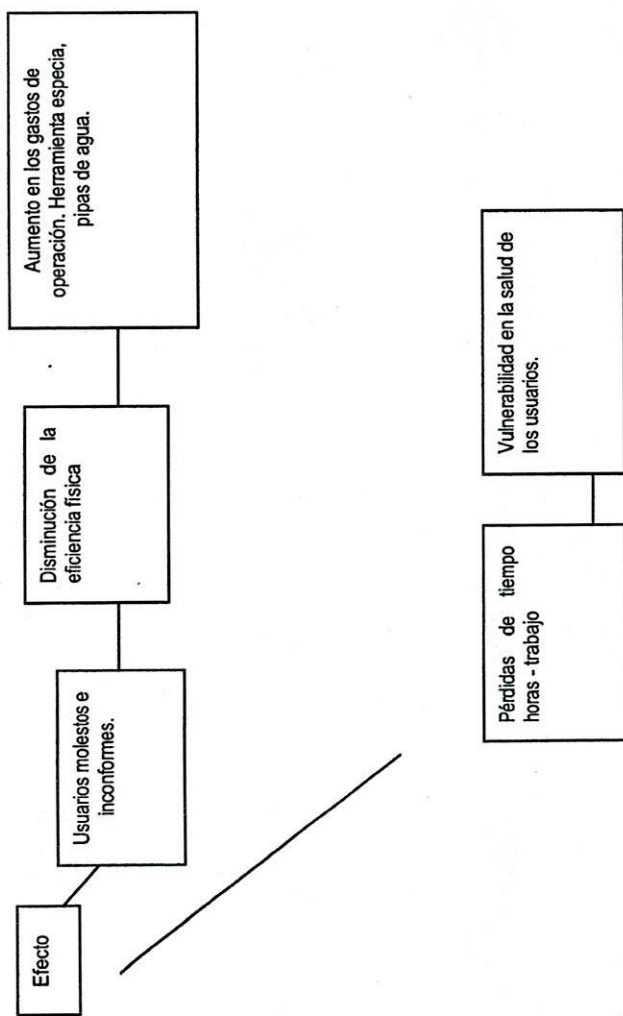 Efecto
Usuarios molestos e
inconformes.
Disminución de la
eficiencia física
Aumento en los gastos de
operación. Herramienta especia,
pipas de agua.
Pérdidas de tiempo
horas - trabajo
Vulnerabilidad en la salud de
los usuarios.